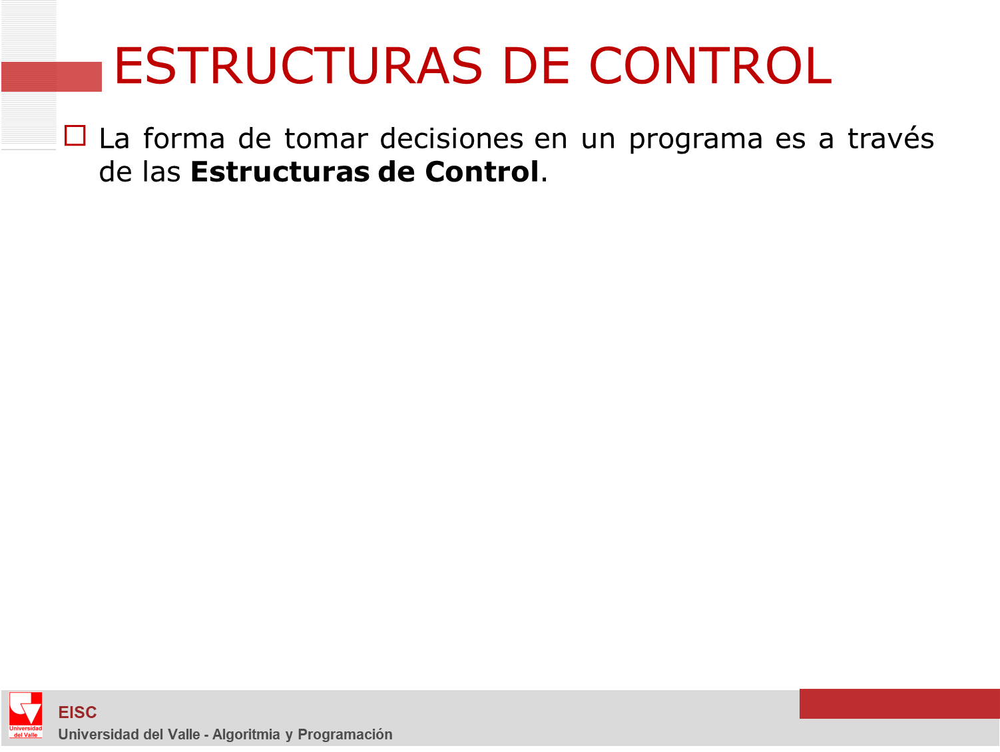 ESTRUCTURAS DE CONTROL
La forma de tomar decisiones en un programa es a través
de las Estructuras de Control.
Universidad
del Valle
EISC
Universidad del Valle - Algoritmia y Programación